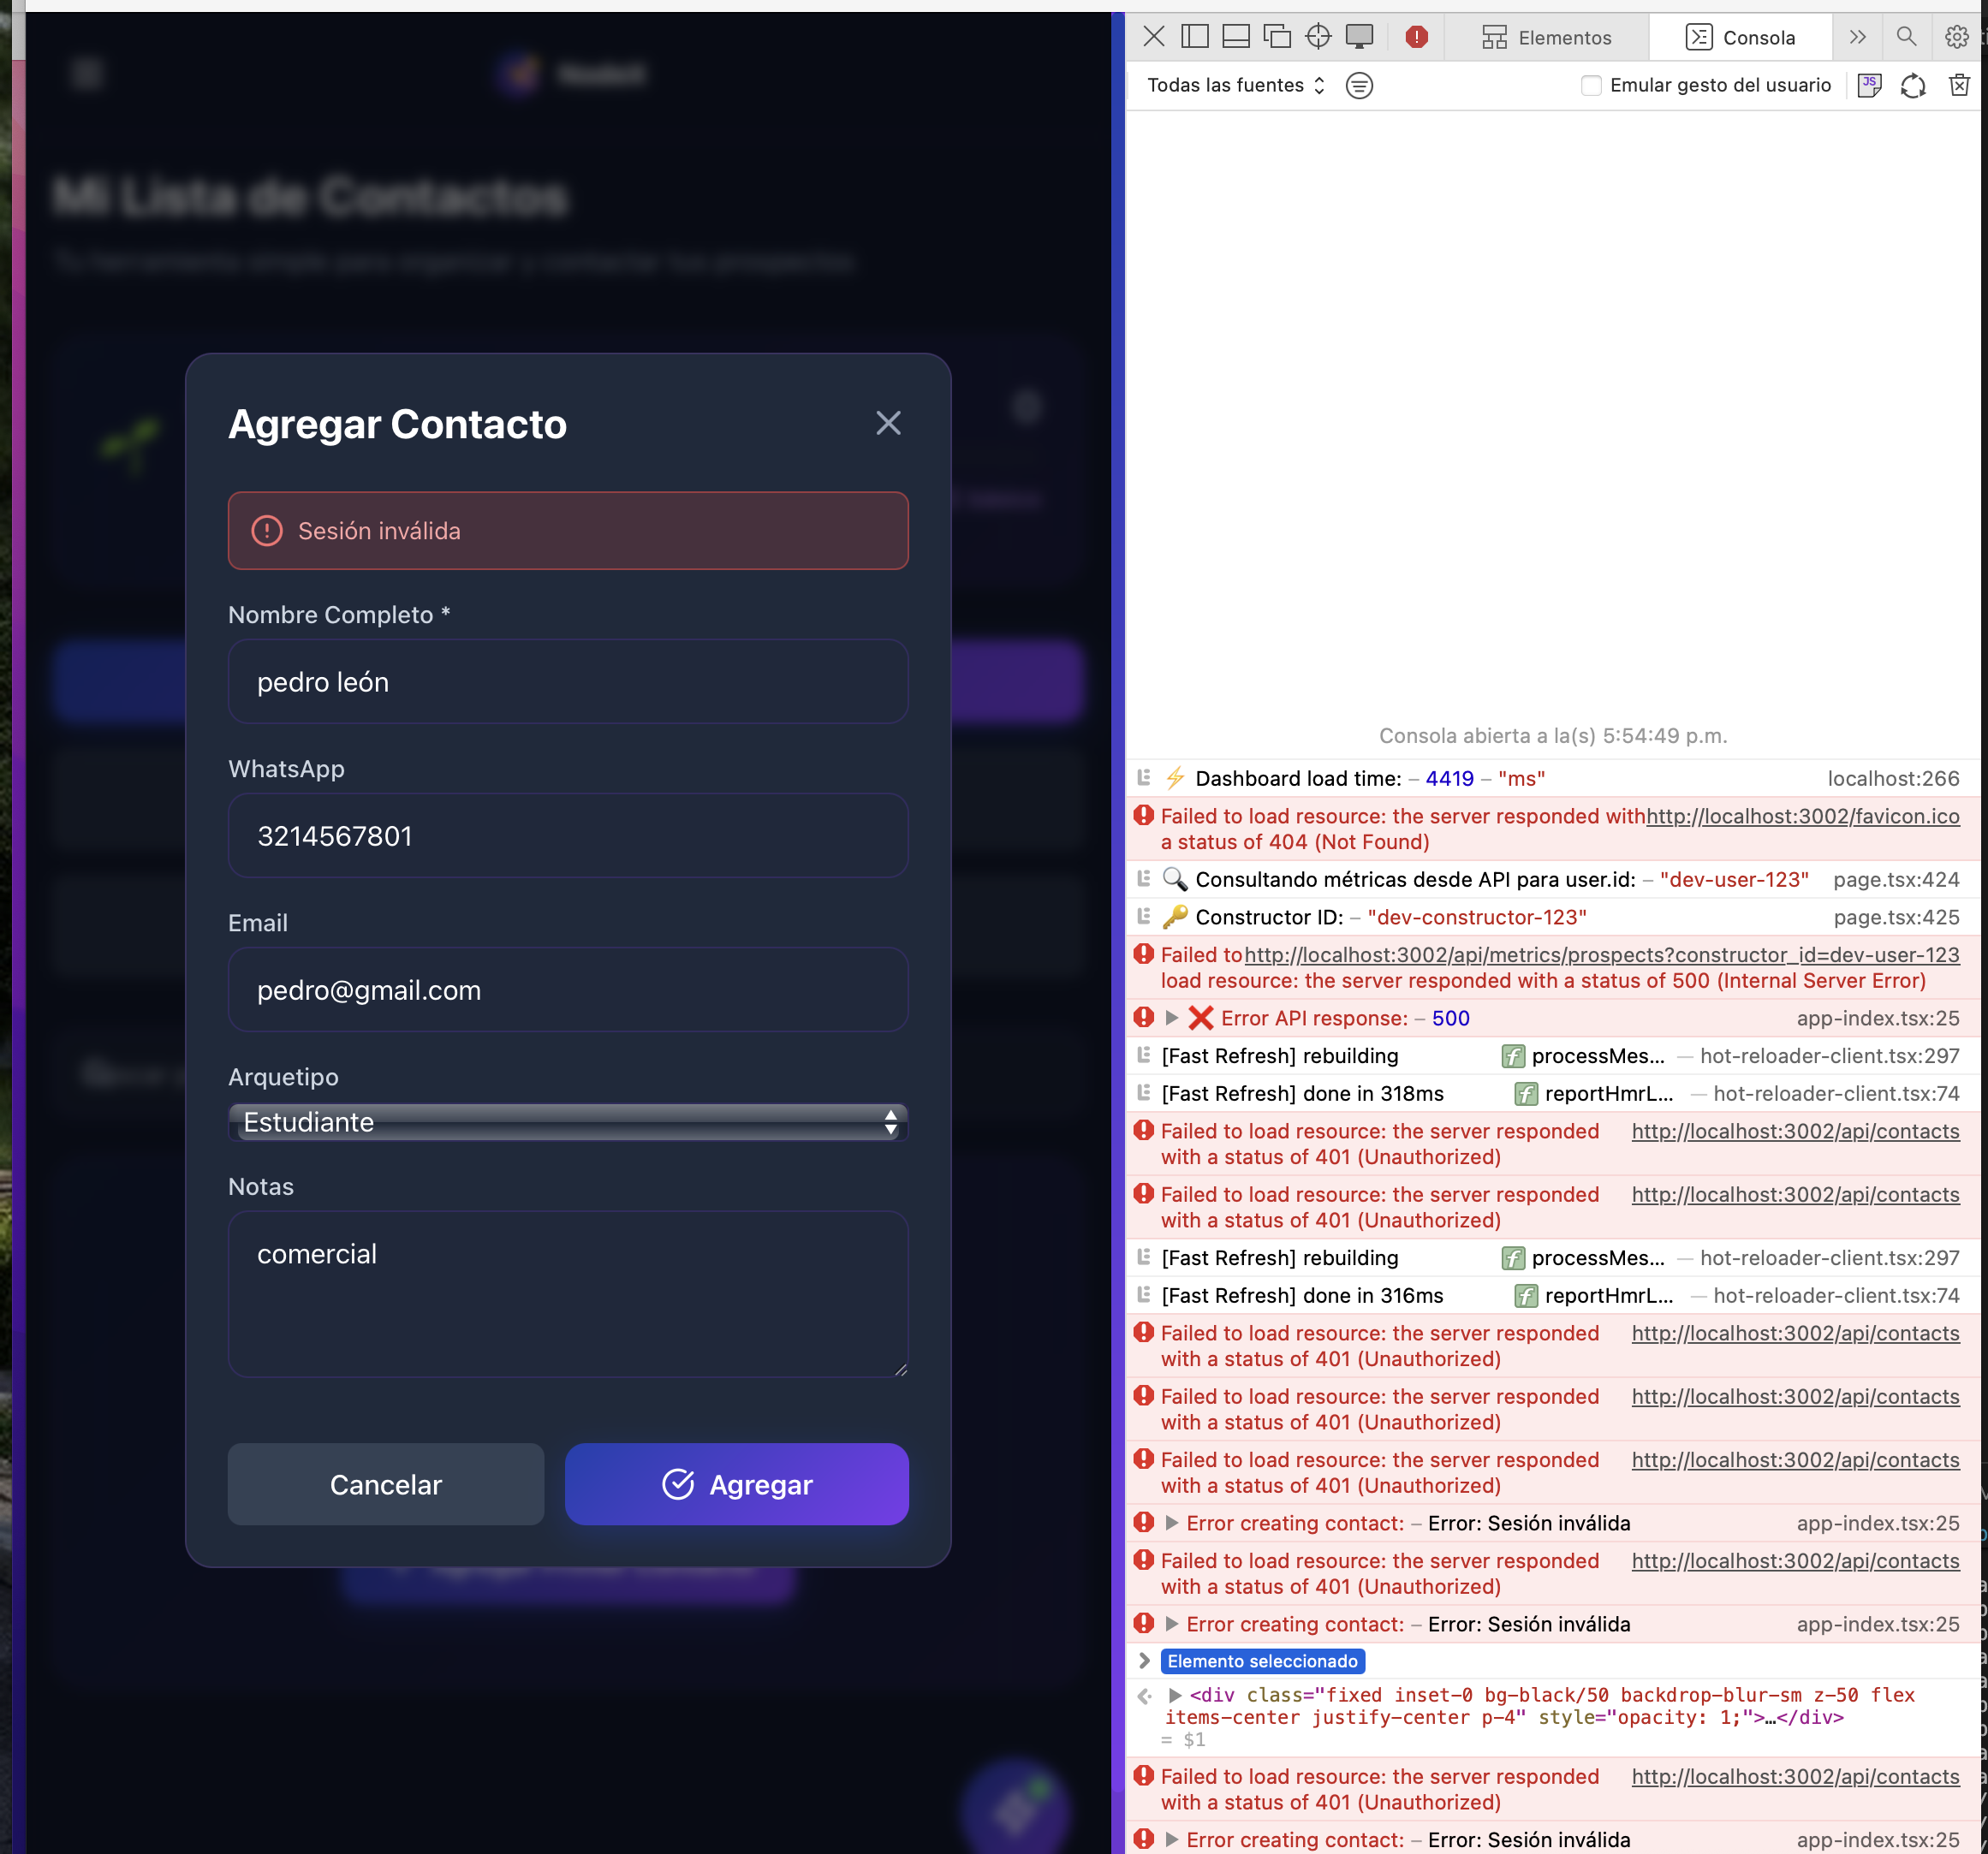 NodeX
Mi Lista de Contactos
Tu herramienta simple para organizar y contactar tus prospectos
Agregar Contacto
Sesión inválida
Nombre Completo *
pedro león
WhatsApp
3214567801
Email
pedro@gmail.com
Arquetipo
Estudiante
Notas
comercial
Cancelar
Agregar
Elementos
Consola
Todas las fuentes
Emular gesto del usuario
JS
Consola abierta a la(s) 5:54:49 p.m.
⚡ Dashboard load time: – 4419 – "ms" localhost:266
Failed to load resource: the server responded with http://localhost:3002/favicon.ico
a status of 404 (Not Found)
🔍 Consultando métricas desde API para user.id: – "dev-user-123" page.tsx:424
🔑 Constructor ID: – "dev-constructor-123" page.tsx:425
Failed to http://localhost:3002/api/metrics/prospects?constructor_id=dev-user-123
load resource: the server responded with a status of 500 (Internal Server Error)
❌ Error API response: – 500 app-index.tsx:25
[Fast Refresh] rebuilding f processMes... — hot-reloader-client.tsx:297
[Fast Refresh] done in 318ms f reportHmrL... — hot-reloader-client.tsx:74
Failed to load resource: the server responded http://localhost:3002/api/contacts
with a status of 401 (Unauthorized)
Failed to load resource: the server responded http://localhost:3002/api/contacts
with a status of 401 (Unauthorized)
[Fast Refresh] rebuilding f processMes... — hot-reloader-client.tsx:297
[Fast Refresh] done in 316ms f reportHmrL... — hot-reloader-client.tsx:74
Failed to load resource: the server responded http://localhost:3002/api/contacts
with a status of 401 (Unauthorized)
Failed to load resource: the server responded http://localhost:3002/api/contacts
with a status of 401 (Unauthorized)
Failed to load resource: the server responded http://localhost:3002/api/contacts
with a status of 401 (Unauthorized)
Error creating contact: – Error: Sesión inválida app-index.tsx:25
Failed to load resource: the server responded http://localhost:3002/api/contacts
with a status of 401 (Unauthorized)
Error creating contact: – Error: Sesión inválida app-index.tsx:25
Elemento seleccionado
<div class="fixed inset-0 bg-black/50 backdrop-blur-sm z-50 flex
items-center justify-center p-4" style="opacity: 1;">…</div>
= $1
Failed to load resource: the server responded http://localhost:3002/api/contacts
with a status of 401 (Unauthorized)
Error creating contact: – Error: Sesión inválida app-index.tsx:25